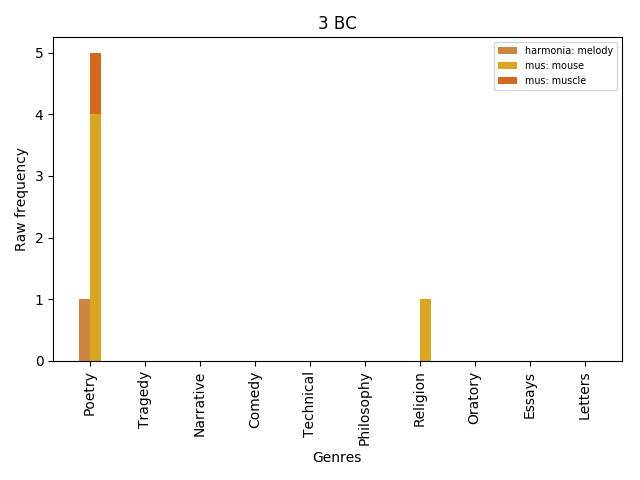 3 BC
harmonia: melody
mus: mouse
mus: muscle
Raw frequency
5
4
3
2
1
0
Poetry
Tragedy
Narrative
Comedy
Technical
Philosophy
Religion
Oratory
Essays
Letters
Genres